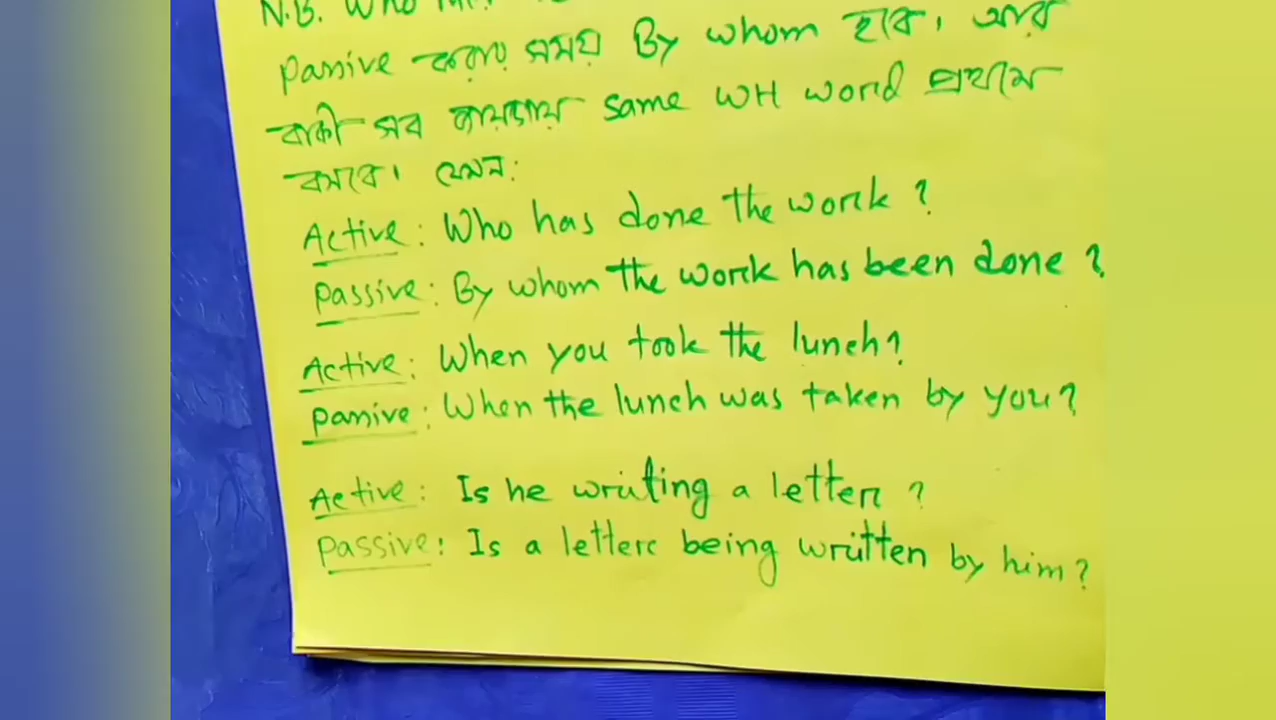 N.B. Who
Passive করার সময় By whom হবে। আর
বাকী সব জায়গায় same WH word প্রথমে
বসবে। যেমন:
Active: Who has done the work?
Passive: By whom the work has been done?
Active: When you took the lunch?
Passive: When the lunch was taken by you?
Active: Is he writing a letter?
Passive: Is a letter being written by him?